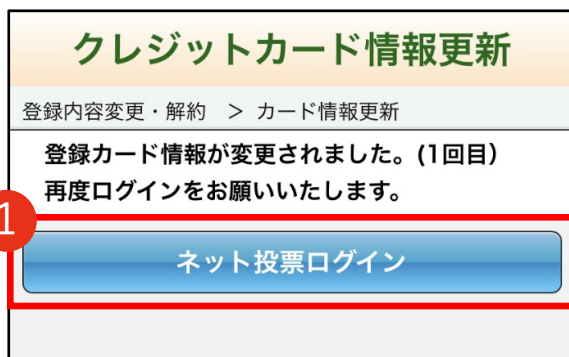 クレジットカード情報更新
登録内容変更・解約 > カード情報更新
登録カード情報が変更されました。(1回目)
再度ログインをお願いいたします。
1
ネット投票ログイン